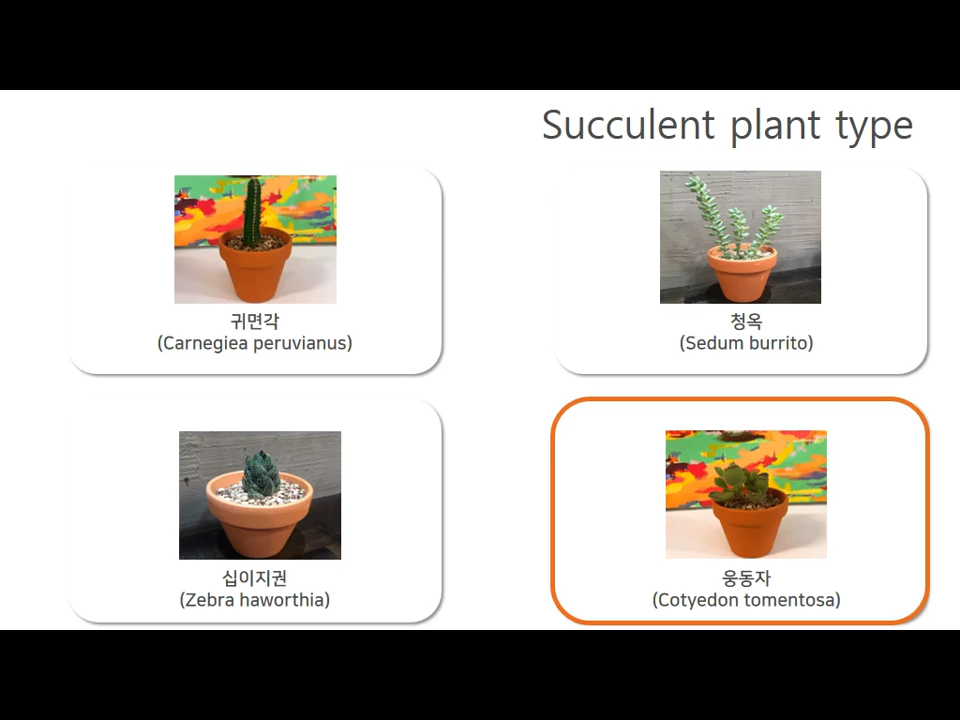 Succulent plant type
귀면각
(Carnegiea peruvianus)
청옥
(Sedum burrito)
십이지권
(Zebra haworthia)
웅동자
(Cotyedon tomentosa)